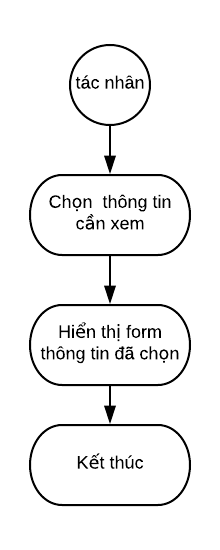 tác nhân
Chọn thông tin
cần xem
Hiển thị form
thông tin đã chọn
Kết thúc